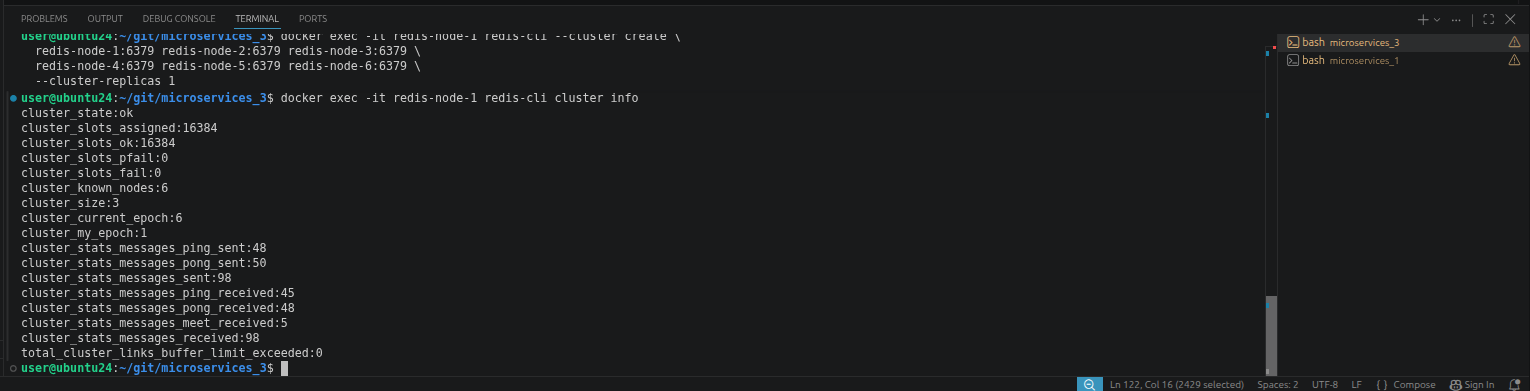 PROBLEMS OUTPUT DEBUG CONSOLE TERMINAL PORTS
user@ubuntu24:~/git/microservices_3$ docker exec -it redis-node-1 redis-cli --cluster create \
  redis-node-1:6379 redis-node-2:6379 redis-node-3:6379 \
  redis-node-4:6379 redis-node-5:6379 redis-node-6:6379 \
  --cluster-replicas 1
user@ubuntu24:~/git/microservices_3$ docker exec -it redis-node-1 redis-cli cluster info
cluster_state:ok
cluster_slots_assigned:16384
cluster_slots_ok:16384
cluster_slots_pfail:0
cluster_slots_fail:0
cluster_known_nodes:6
cluster_size:3
cluster_current_epoch:6
cluster_my_epoch:1
cluster_stats_messages_ping_sent:48
cluster_stats_messages_pong_sent:50
cluster_stats_messages_sent:98
cluster_stats_messages_ping_received:45
cluster_stats_messages_pong_received:48
cluster_stats_messages_meet_received:5
cluster_stats_messages_received:98
total_cluster_links_buffer_limit_exceeded:0
user@ubuntu24:~/git/microservices_3$
bash microservices_3
bash microservices_1
Ln 122, Col 16 (2429 selected) Spaces: 2 UTF-8 LF { } Compose Sign In